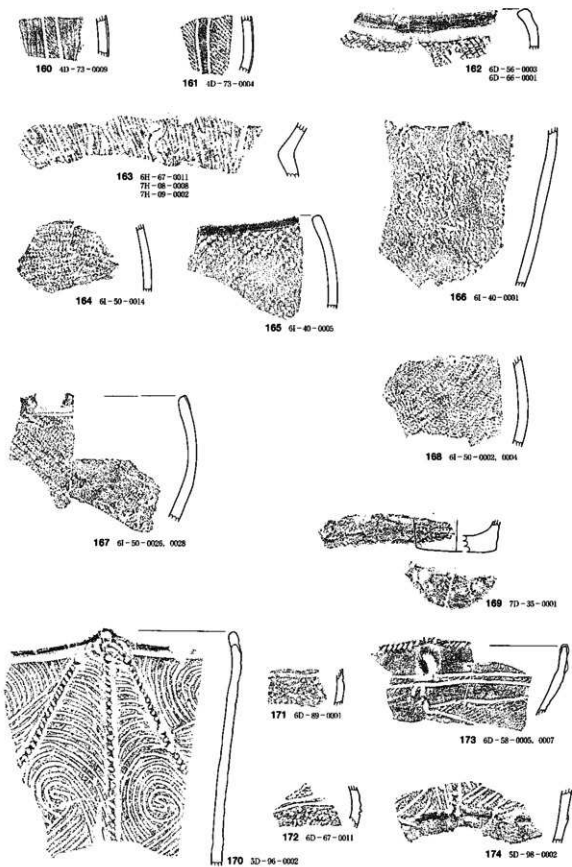 160 4D-73-0009
161 4D-73-0004
162 6D-56-0003
6D-66-0001
163 6H-67-0011
7H-08-0008
7H-09-0002
164 6I-50-0014
165 6I-40-0005
166 6I-40-0001
167 6I-50-0026, 0028
168 6I-50-0002, 0004
169 7D-35-0001
170 5D-96-0002
171 6D-89-0001
172 6D-67-0011
173 6D-58-0005, 0007
174 5D-98-0002